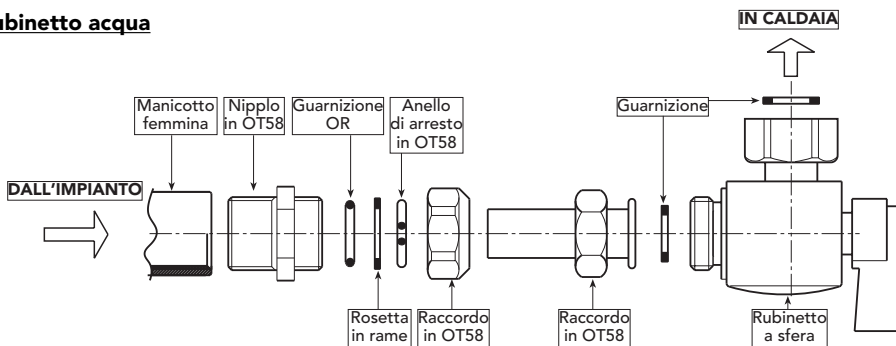 ubinetto acqua
IN CALDAIA
Manicotto
femmina
Nipplo
in OT58
Guarnizione
OR
Anello
di arresto
in OT58
Guarnizione
DALL'IMPIANTO
Rosetta
in rame
Raccordo
in OT58
Raccordo
in OT58
Rubinetto
a sfera